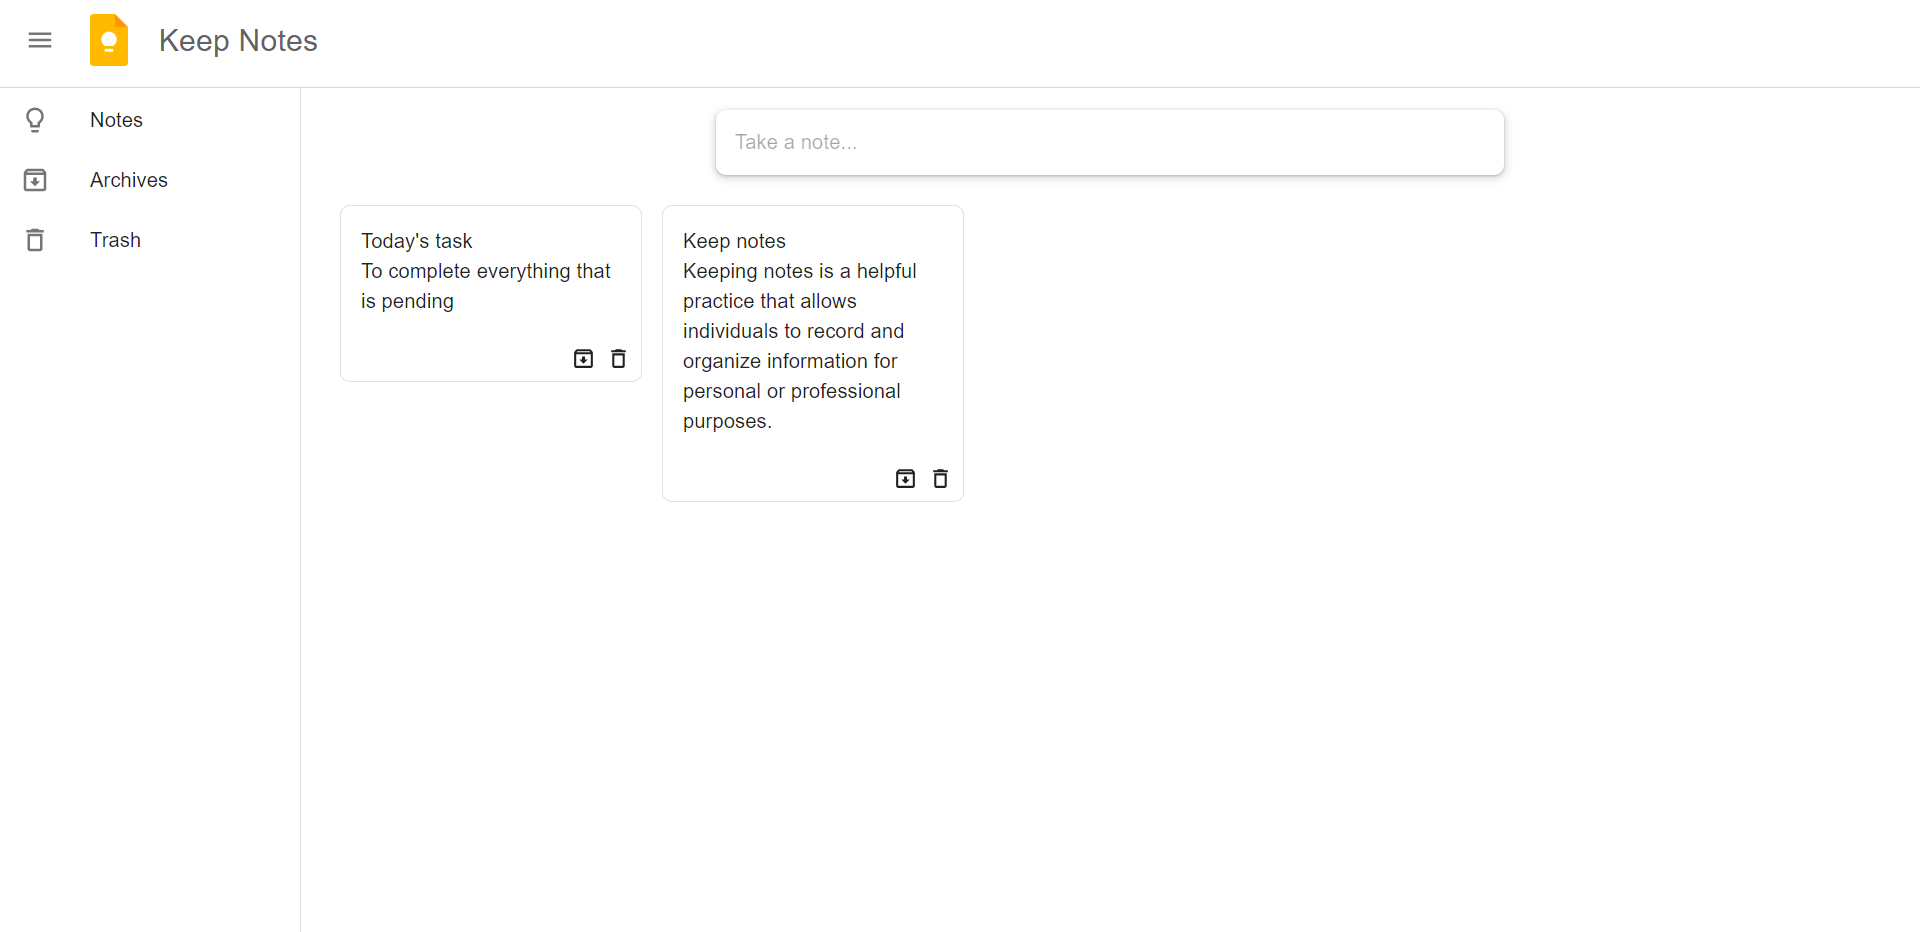 Keep Notes
Notes
Archives
Trash
Take a note...
Today's task
To complete everything that
is pending
Keep notes
Keeping notes is a helpful
practice that allows
individuals to record and
organize information for
personal or professional
purposes.